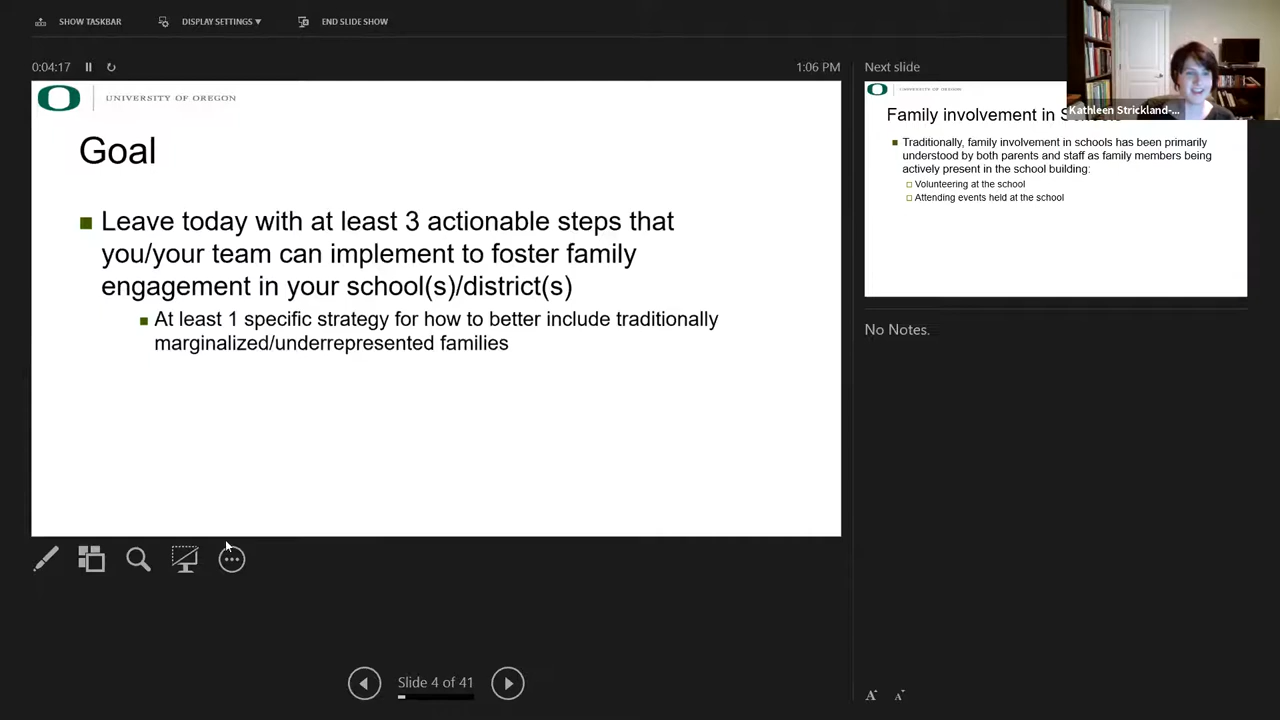 SHOW TASKBAR
DISPLAY SETTINGS ▼
END SLIDE SHOW
0:04:17
1:06 PM
UNIVERSITY OF OREGON
Goal
Leave today with at least 3 actionable steps that
you/your team can implement to foster family
engagement in your school(s)/district(s)
At least 1 specific strategy for how to better include traditionally
marginalized/underrepresented families
Slide 4 of 41
Next slide
UNIVERSITY OF OREGON
Family involvement in
Kathleen Strickland-...
Traditionally, family involvement in schools has been primarily
understood by both parents and staff as family members being
actively present in the school building:
Volunteering at the school
Attending events held at the school
No Notes.
A A